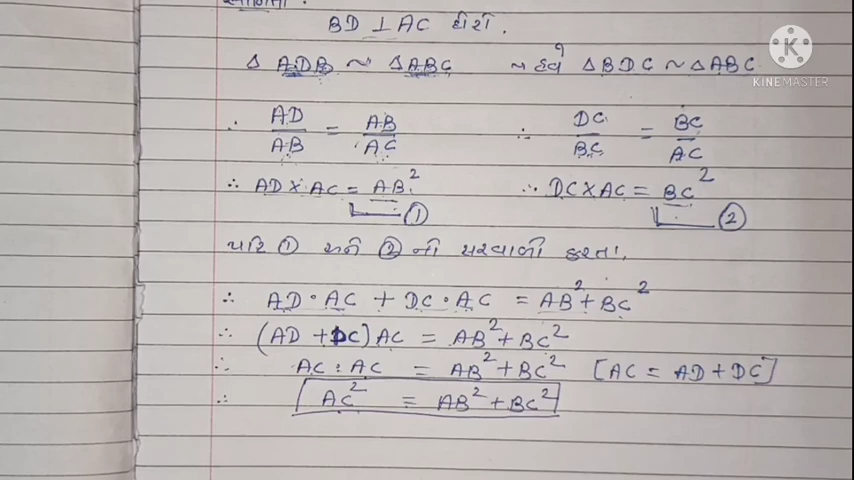 સાબિતી :
BD ⊥ AC દોરો.
△ ADB ~ △ABC ~ હવે △BDC ~ △ABC
∴ AD/AB = AB/AC ∴ DC/BC = BC/AC
∴ AD X AC = AB² ① ∴ DC X AC = BC² ②
પરિ ① અને ② નો સરવાળો કરતા,
∴ AD · AC + DC · AC = AB² + BC²
∴ (AD + DC) AC = AB² + BC²
∴ AC · AC = AB² + BC² [AC = AD + DC]
∴ AC² = AB² + BC²
KINEMASTER